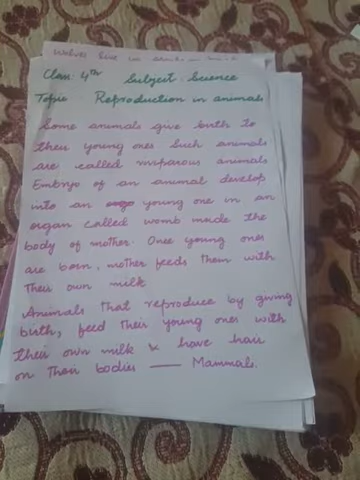 Wolves live in
Class: 4th Subject: Science
Topic Reproduction in animals
Some animals give birth to
their young ones Such animals
are called viviparous animals
Embryo of an animal develop
into an young one in an
organ called womb inside the
body of mother. Once young ones
are born, mother feeds them with
their own milk
Animals that reproduce by giving
birth, feed their young ones with
their own milk & have hair
on their bodies — Mammals.